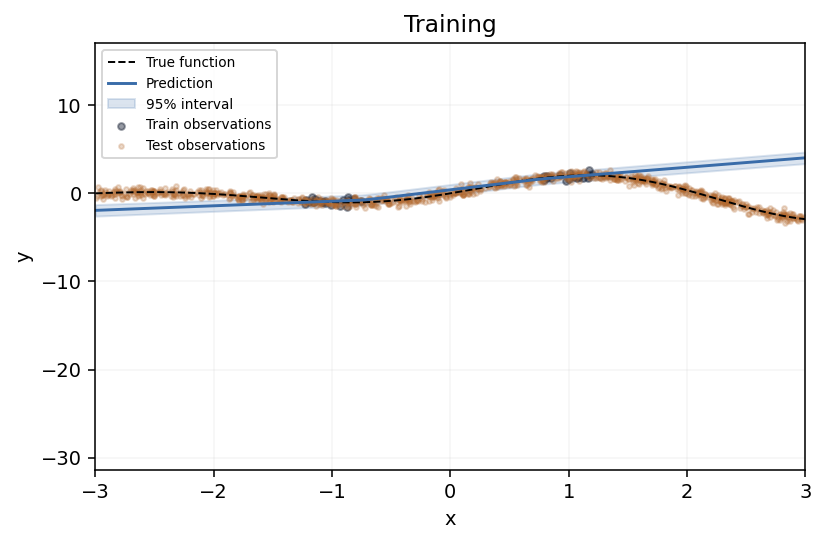 Training
True function
Prediction
95% interval
Train observations
Test observations
y
10
0
−10
−20
−30
−3 −2 −1 0 1 2 3
x